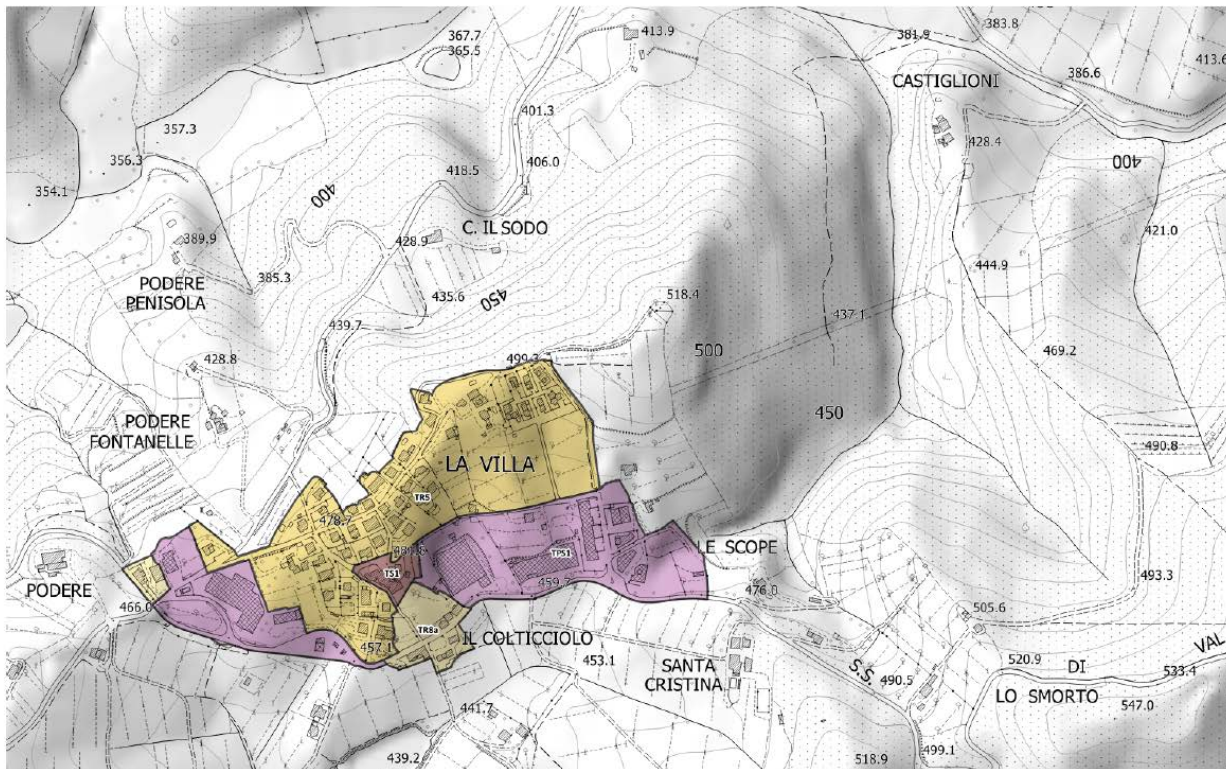 367.7
365.5
413.9
381.9
383.8
386.6
413.6
CASTIGLIONI
401.3
357.3
356.3
406.0
418.5
428.4
400
400
354.1
C. IL SODO
389.9
428.9
421.0
385.3
444.9
PODERE
PENISOLA
435.6
450
518.4
437.1
439.7
499.3
500
469.2
428.8
450
PODERE
FONTANELLE
LA VILLA
490.8
TR5
478.7
TPS1
LE SCOPE
TS1
459.7
493.3
PODERE
466.0
476.0
505.6
TR8a
IL COLTICCIOLO
457.1
453.1
SANTA
CRISTINA
S.S.
490.5
520.9
DI
VAL
533.4
LO SMORTO
547.0
441.7
439.2
499.1
518.9